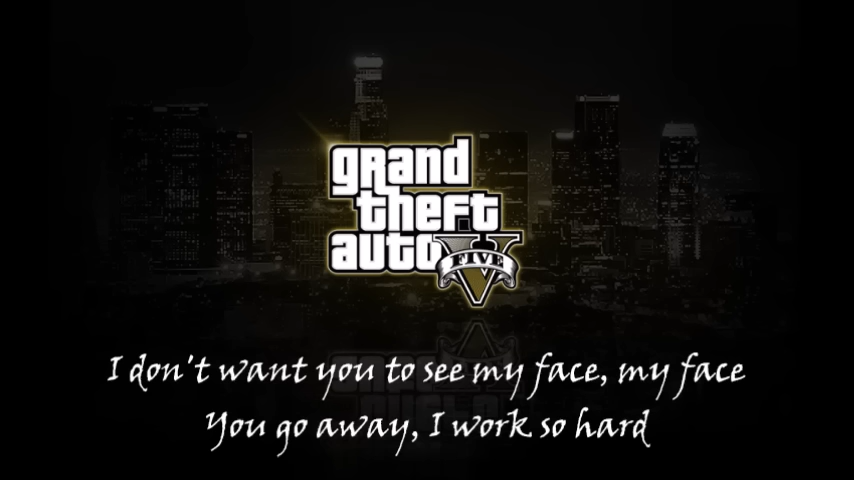 grand
theft
auto V
FIVE
I don't want you to see my face, my face
You go away, I work so hard